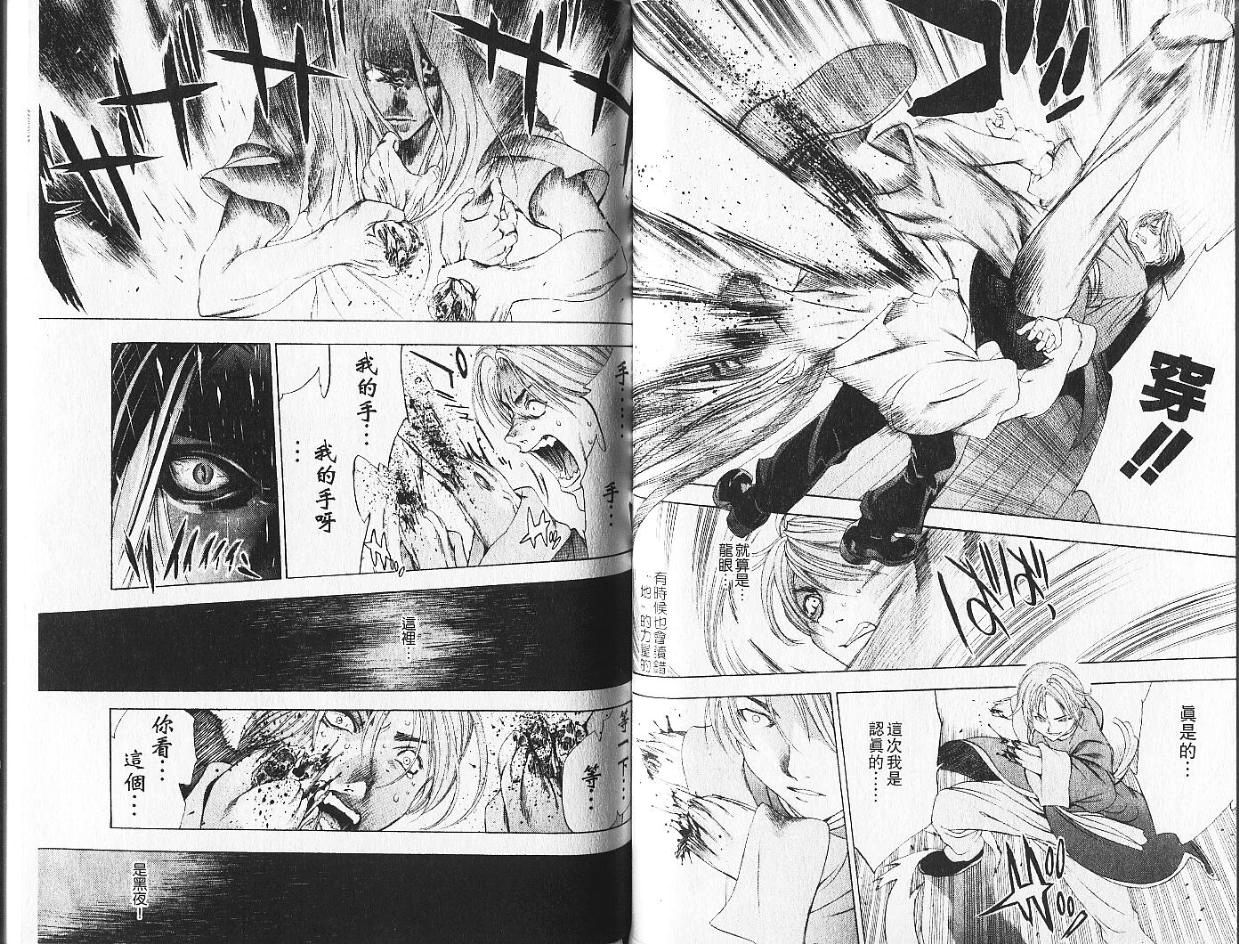 穿!!
就算是…
龍眼…
有時候也會讀錯
地
的力量的
真是的…
這次我是
認真的……
手……
手…
我的手…
我的手呀
…
這裡…
等一下…
等…
你看…
這個…
是黑夜—